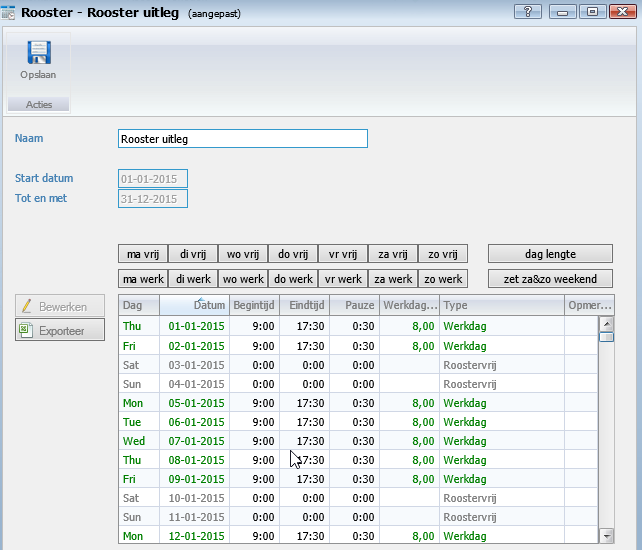 Rooster - Rooster uitleg (aangepast)
?
Opslaan
Acties
Naam Rooster uitleg
Start datum 01-01-2015
Tot en met 31-12-2015
ma vrij di vrij wo vrij do vrij vr vrij za vrij zo vrij dag lengte
ma werk di werk wo werk do werk vr werk za werk zo werk zet za&zo weekend
Bewerken
Exporteer
Dag Datum Begintijd Eindtijd Pauze Werkdag... Type Opmer...
Thu 01-01-2015 9:00 17:30 0:30 8,00 Werkdag
Fri 02-01-2015 9:00 17:30 0:30 8,00 Werkdag
Sat 03-01-2015 0:00 0:00 0:00 Roostervrij
Sun 04-01-2015 0:00 0:00 0:00 Roostervrij
Mon 05-01-2015 9:00 17:30 0:30 8,00 Werkdag
Tue 06-01-2015 9:00 17:30 0:30 8,00 Werkdag
Wed 07-01-2015 9:00 17:30 0:30 8,00 Werkdag
Thu 08-01-2015 9:00 17:30 0:30 8,00 Werkdag
Fri 09-01-2015 9:00 17:30 0:30 8,00 Werkdag
Sat 10-01-2015 0:00 0:00 0:00 Roostervrij
Sun 11-01-2015 0:00 0:00 0:00 Roostervrij
Mon 12-01-2015 9:00 17:30 0:30 8,00 Werkdag